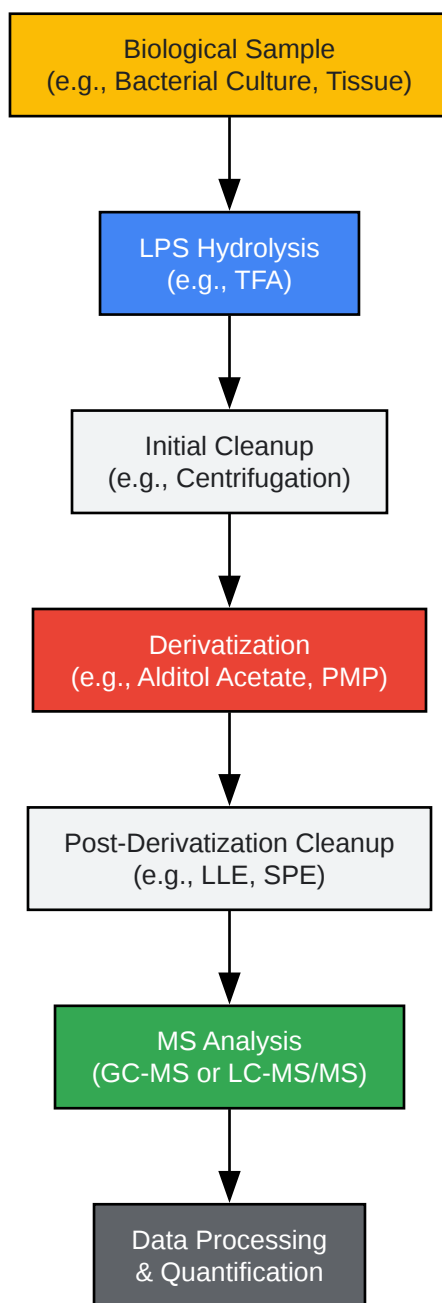 Biological Sample
(e.g., Bacterial Culture, Tissue)
LPS Hydrolysis
(e.g., TFA)
Initial Cleanup
(e.g., Centrifugation)
Derivatization
(e.g., Alditol Acetate, PMP)
Post-Derivatization Cleanup
(e.g., LLE, SPE)
MS Analysis
(GC-MS or LC-MS/MS)
Data Processing
& Quantification